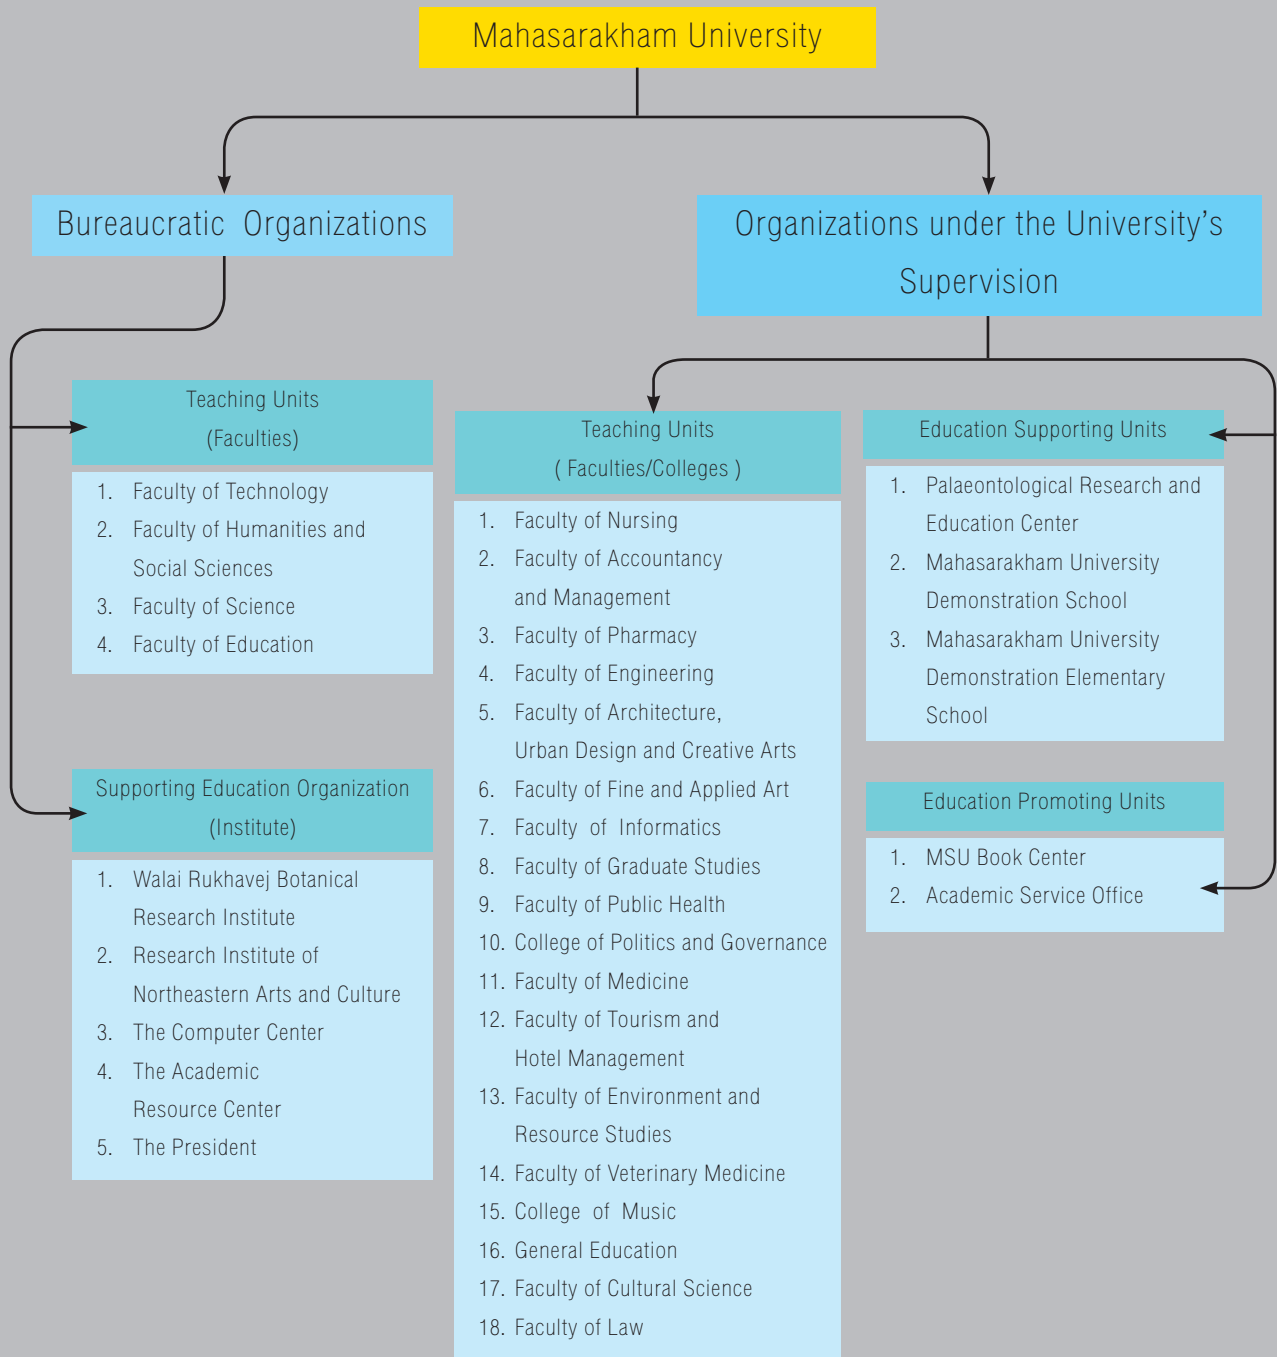 Mahasarakham University
Bureaucratic Organizations
Organizations under the University's
Supervision
Teaching Units
(Faculties)
1. Faculty of Technology
2. Faculty of Humanities and
Social Sciences
3. Faculty of Science
4. Faculty of Education
Supporting Education Organization
(Institute)
1. Walai Rukhavej Botanical
Research Institute
2. Research Institute of
Northeastern Arts and Culture
3. The Computer Center
4. The Academic
Resource Center
5. The President
Teaching Units
( Faculties/Colleges )
1. Faculty of Nursing
2. Faculty of Accountancy
and Management
3. Faculty of Pharmacy
4. Faculty of Engineering
5. Faculty of Architecture,
Urban Design and Creative Arts
6. Faculty of Fine and Applied Art
7. Faculty of Informatics
8. Faculty of Graduate Studies
9. Faculty of Public Health
10. College of Politics and Governance
11. Faculty of Medicine
12. Faculty of Tourism and
Hotel Management
13. Faculty of Environment and
Resource Studies
14. Faculty of Veterinary Medicine
15. College of Music
16. General Education
17. Faculty of Cultural Science
18. Faculty of Law
Education Supporting Units
1. Palaeontological Research and
Education Center
2. Mahasarakham University
Demonstration School
3. Mahasarakham University
Demonstration Elementary
School
Education Promoting Units
1. MSU Book Center
2. Academic Service Office